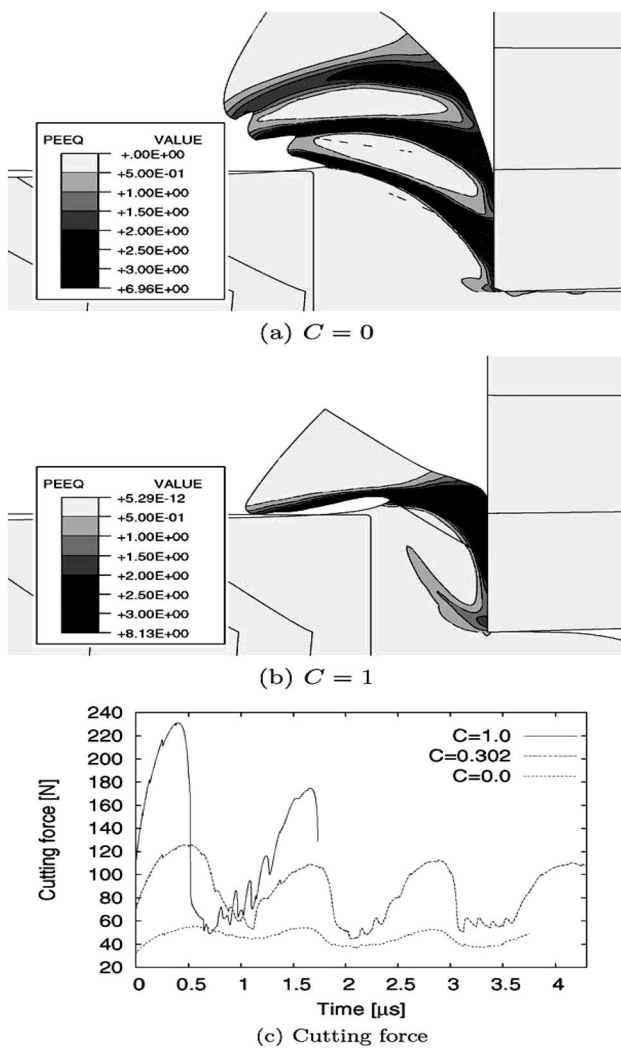 PEEQ VALUE
+.00E+00
+5.00E-01
+1.00E+00
+1.50E+00
+2.00E+00
+2.50E+00
+3.00E+00
+6.96E+00
(a) C = 0
PEEQ VALUE
+5.29E-12
+5.00E-01
+1.00E+00
+1.50E+00
+2.00E+00
+2.50E+00
+3.00E+00
+8.13E+00
(b) C = 1
240
220
200
180
160
140
120
100
80
60
40
20
Cutting force [N]
C=1.0
C=0.302
C=0.0
0 0.5 1 1.5 2 2.5 3 3.5 4
Time [μs]
(c) Cutting force